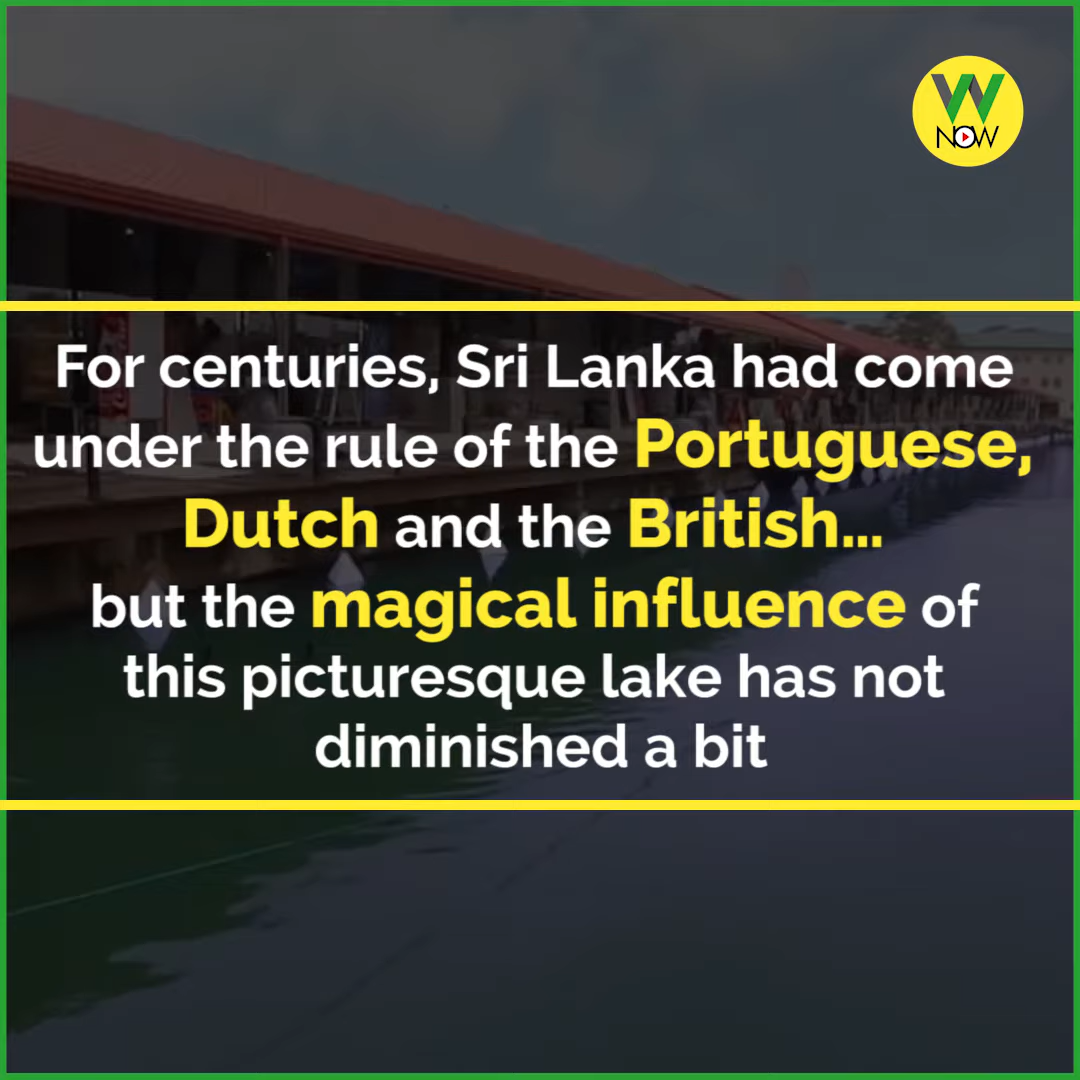 W
NOW
For centuries, Sri Lanka had come
under the rule of the Portuguese,
Dutch and the British...
but the magical influence of
this picturesque lake has not
diminished a bit